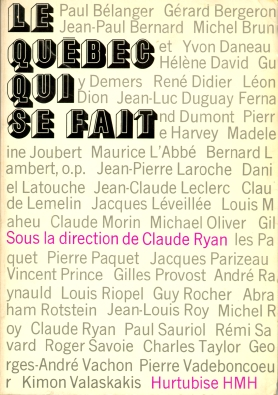 LE QUÉBEC QUI SE FAIT
Paul Bélanger Gérard Bergeron
Jean-Paul Bernard Michel Brun
et Yvon Daneau
Hélène David Gu
y Demers René Didier Léon
Dion Jean-Luc Duguay Ferna
nd Dumont Pierr
e Harvey Madele
ine Joubert Maurice L'Abbé Bernard L
ambert, o.p. Jean-Pierre Laroche Dani
el Latouche Jean-Claude Leclerc Clau
de Lemelin Jacques Léveillée Louis M
aheu Claude Morin Michael Oliver Gil
Sous la direction de Claude Ryan les Pa
quet Pierre Paquet Jacques Parizeau
Vincent Prince Gilles Provost André Ra
ynauld Louis Riopel Guy Rocher Abra
ham Rotstein Jean-Louis Roy Michel R
oy Claude Ryan Paul Sauriol Rémi Sa
vard Roger Savoie Charles Taylor Geo
rges-André Vachon Pierre Vadeboncoeu
r Kimon Valaskakis Hurtubise HMH